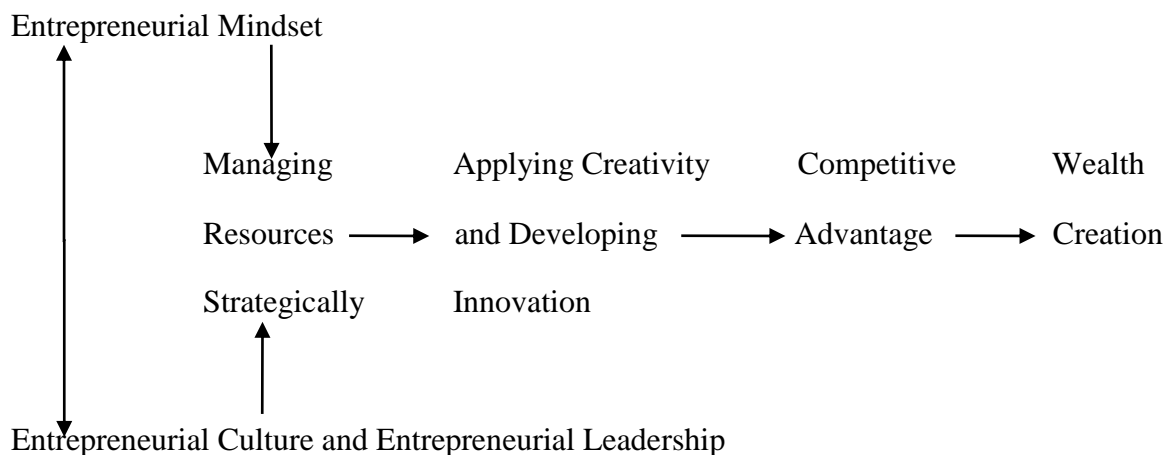 Entrepreneurial Mindset
Managing Applying Creativity Competitive Wealth
Resources and Developing Advantage Creation
Strategically Innovation
Entrepreneurial Culture and Entrepreneurial Leadership